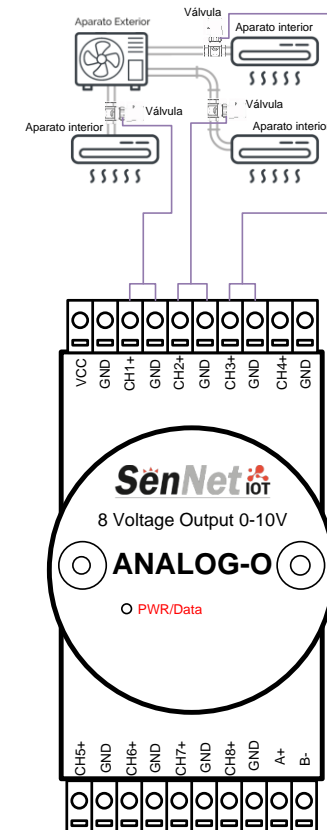 Válvula
Aparato Exterior
Aparato interior
Válvula
Válvula
Aparato interior
Aparato interior
VCC
GND
CH1+
GND
CH2+
GND
CH3+
GND
CH4+
GND
SenNet IOT
8 Voltage Output 0-10V
ANALOG-O
PWR/Data
CH5+
GND
CH6+
GND
CH7+
GND
CH8+
GND
A+
B-